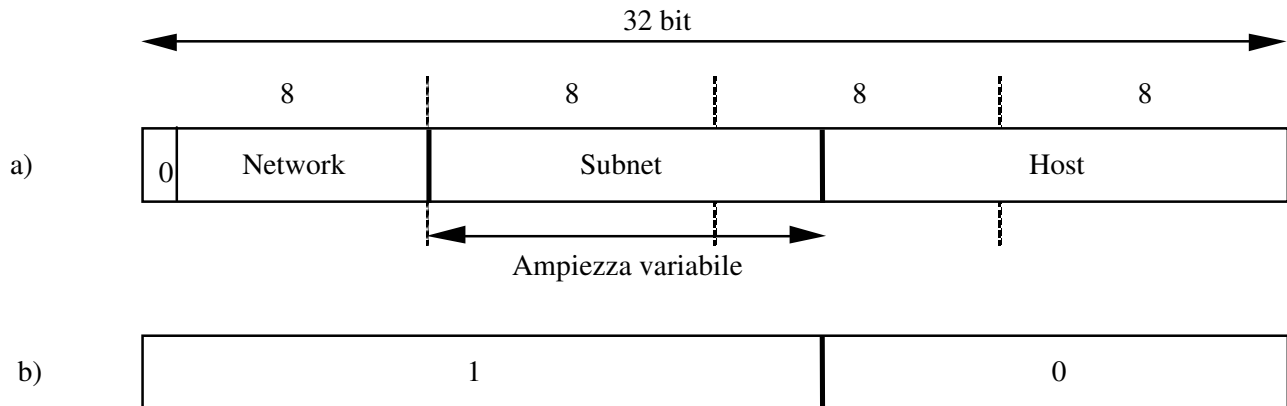 32 bit
8 8 8 8
a) 0 Network Subnet Host
Ampiezza variabile
b) 1 0